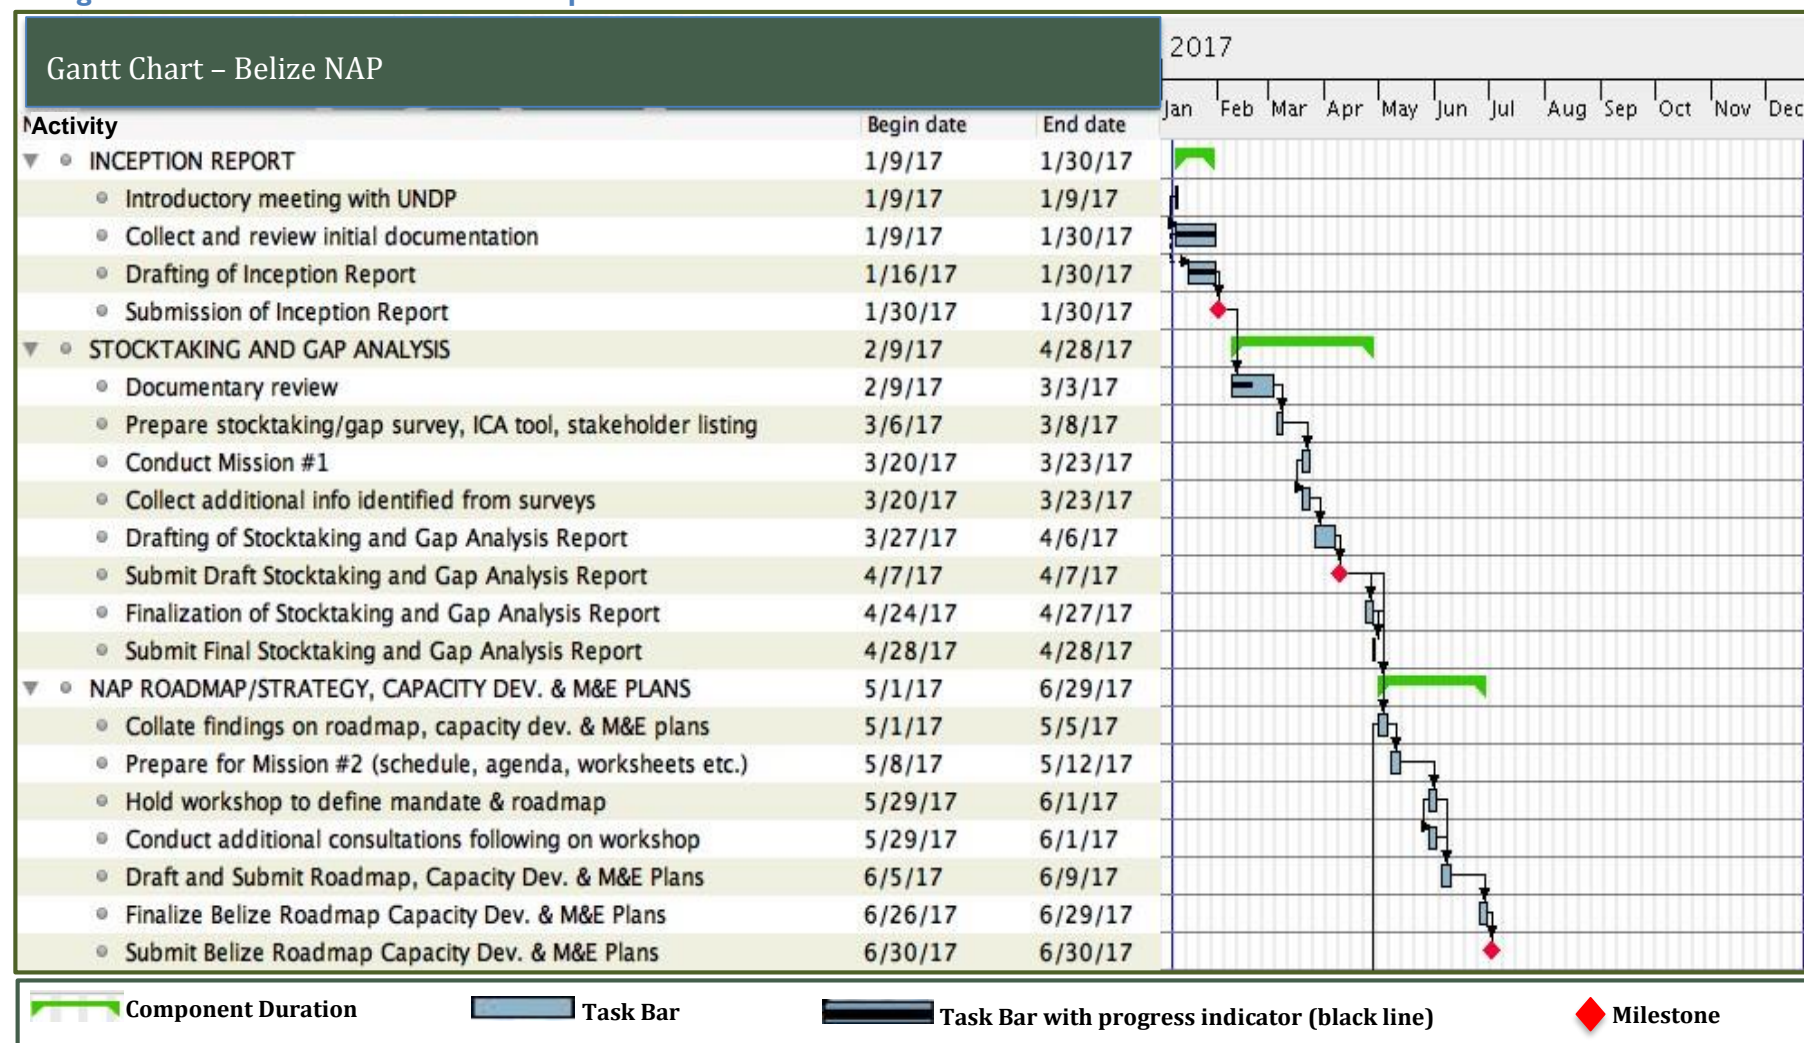 Gantt Chart – Belize NAP
2017
Jan Feb Mar Apr May Jun Jul Aug Sep Oct Nov Dec
Activity Begin date End date
INCEPTION REPORT 1/9/17 1/30/17
Introductory meeting with UNDP 1/9/17 1/9/17
Collect and review initial documentation 1/9/17 1/30/17
Drafting of Inception Report 1/16/17 1/30/17
Submission of Inception Report 1/30/17 1/30/17
STOCKTAKING AND GAP ANALYSIS 2/9/17 4/28/17
Documentary review 2/9/17 3/3/17
Prepare stocktaking/gap survey, ICA tool, stakeholder listing 3/6/17 3/8/17
Conduct Mission #1 3/20/17 3/23/17
Collect additional info identified from surveys 3/20/17 3/23/17
Drafting of Stocktaking and Gap Analysis Report 3/27/17 4/6/17
Submit Draft Stocktaking and Gap Analysis Report 4/7/17 4/7/17
Finalization of Stocktaking and Gap Analysis Report 4/24/17 4/27/17
Submit Final Stocktaking and Gap Analysis Report 4/28/17 4/28/17
NAP ROADMAP/STRATEGY, CAPACITY DEV. & M&E PLANS 5/1/17 6/29/17
Collate findings on roadmap, capacity dev. & M&E plans 5/1/17 5/5/17
Prepare for Mission #2 (schedule, agenda, worksheets etc.) 5/8/17 5/12/17
Hold workshop to define mandate & roadmap 5/29/17 6/1/17
Conduct additional consultations following on workshop 5/29/17 6/1/17
Draft and Submit Roadmap, Capacity Dev. & M&E Plans 6/5/17 6/9/17
Finalize Belize Roadmap Capacity Dev. & M&E Plans 6/26/17 6/29/17
Submit Belize Roadmap Capacity Dev. & M&E Plans 6/30/17 6/30/17
Component Duration Task Bar Task Bar with progress indicator (black line) Milestone